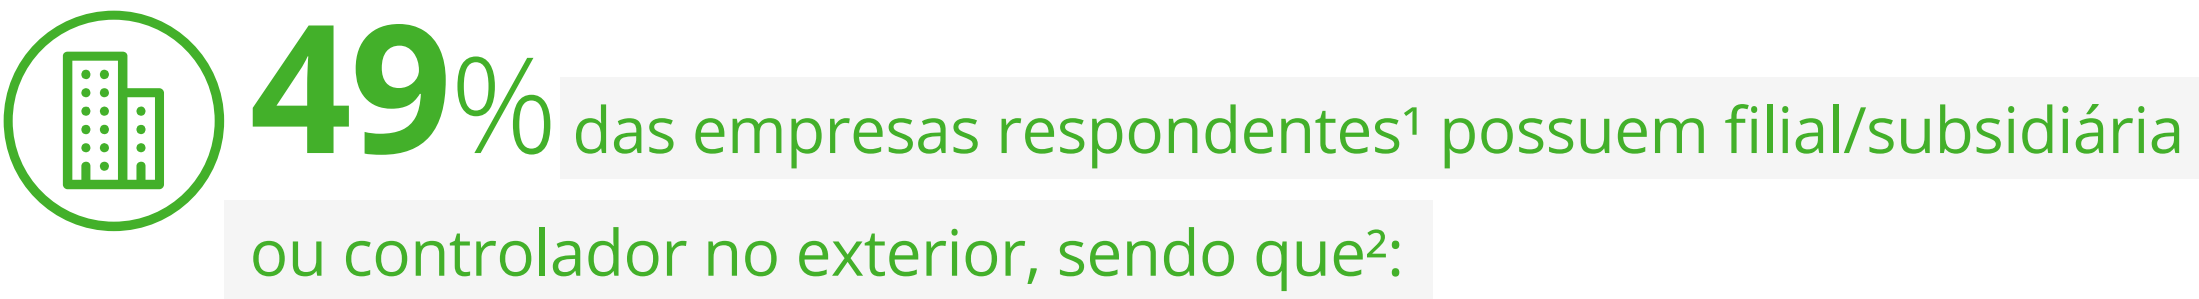 49% das empresas respondentes¹ possuem filial/subsidiária
ou controlador no exterior, sendo que²: